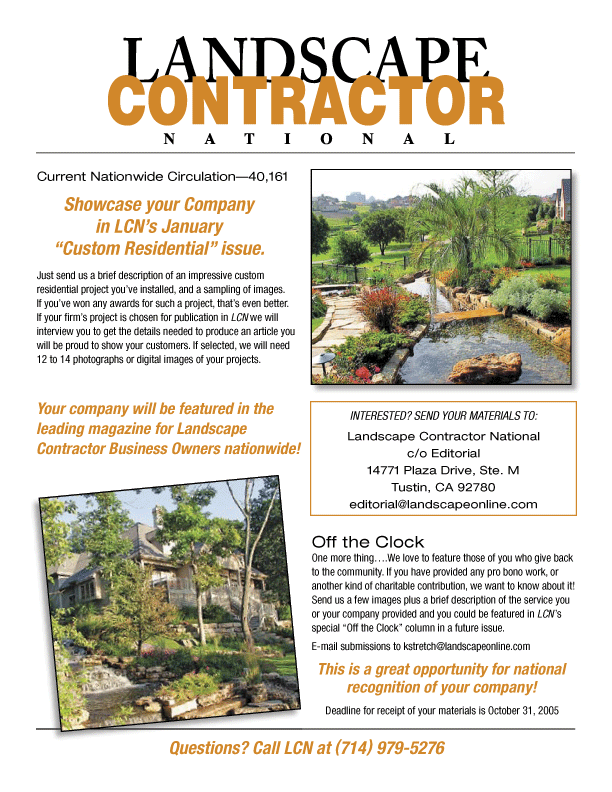 LANDSCAPE
CONTRACTOR
NATIONAL
Current Nationwide Circulation—40,161
Showcase your Company
in LCN's January
“Custom Residential” issue.
Just send us a brief description of an impressive custom
residential project you've installed, and a sampling of images.
If you've won any awards for such a project, that's even better.
If your firm's project is chosen for publication in LCN we will
interview you to get the details needed to produce an article you
will be proud to show your customers. If selected, we will need
12 to 14 photographs or digital images of your projects.
Your company will be featured in the
leading magazine for Landscape
Contractor Business Owners nationwide!
INTERESTED? SEND YOUR MATERIALS TO:
Landscape Contractor National
c/o Editorial
14771 Plaza Drive, Ste. M
Tustin, CA 92780
editorial@landscapeonline.com
Off the Clock
One more thing….We love to feature those of you who give back
to the community. If you have provided any pro bono work, or
another kind of charitable contribution, we want to know about it!
Send us a few images plus a brief description of the service you
or your company provided and you could be featured in LCN's
special “Off the Clock” column in a future issue.
E-mail submissions to kstretch@landscapeonline.com
This is a great opportunity for national
recognition of your company!
Deadline for receipt of your materials is October 31, 2005
Questions? Call LCN at (714) 979-5276